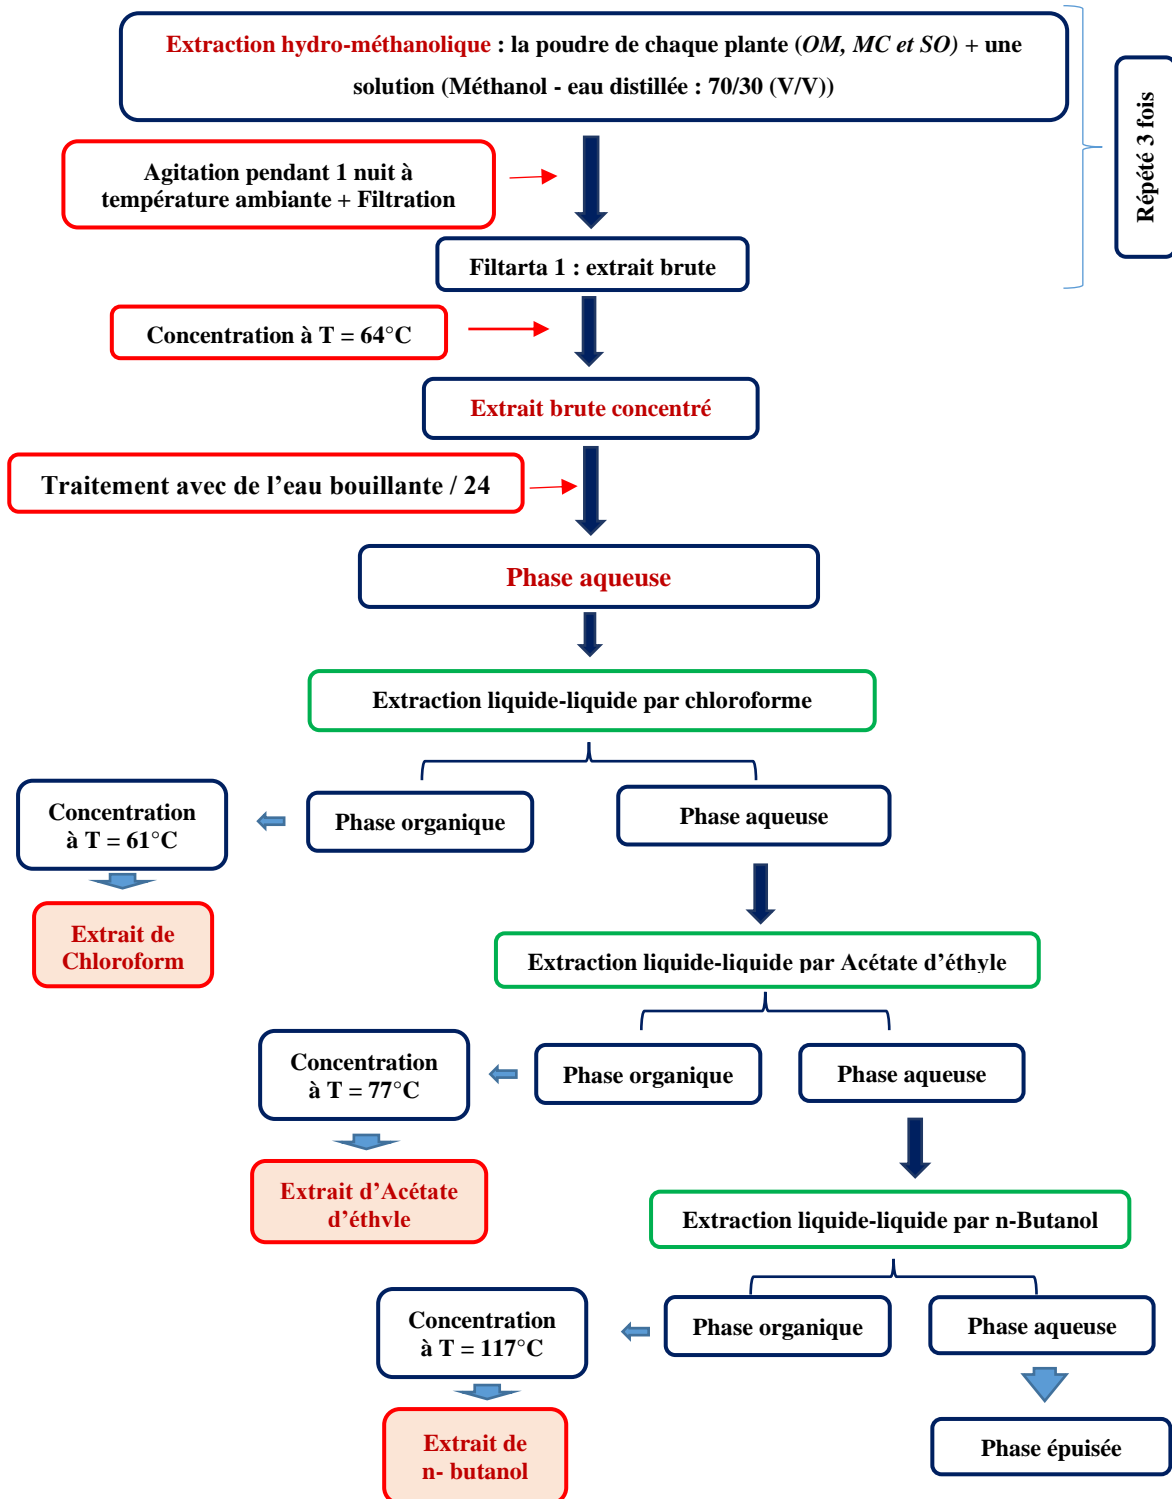 Extraction hydro-méthanolique : la poudre de chaque plante (OM, MC et SO) + une
solution (Méthanol - eau distillée : 70/30 (V/V))
Répété 3 fois
Agitation pendant 1 nuit à
température ambiante + Filtration
Filtarta 1 : extrait brute
Concentration à T = 64°C
Extrait brute concentré
Traitement avec de l’eau bouillante / 24
Phase aqueuse
Extraction liquide-liquide par chloroforme
Concentration
à T = 61°C
Phase organique
Phase aqueuse
Extrait de
Chloroform
Extraction liquide-liquide par Acétate d’éthyle
Concentration
à T = 77°C
Phase organique
Phase aqueuse
Extrait d’Acétate
d’éthyle
Extraction liquide-liquide par n-Butanol
Concentration
à T = 117°C
Phase organique
Phase aqueuse
Extrait de
n- butanol
Phase épuisée